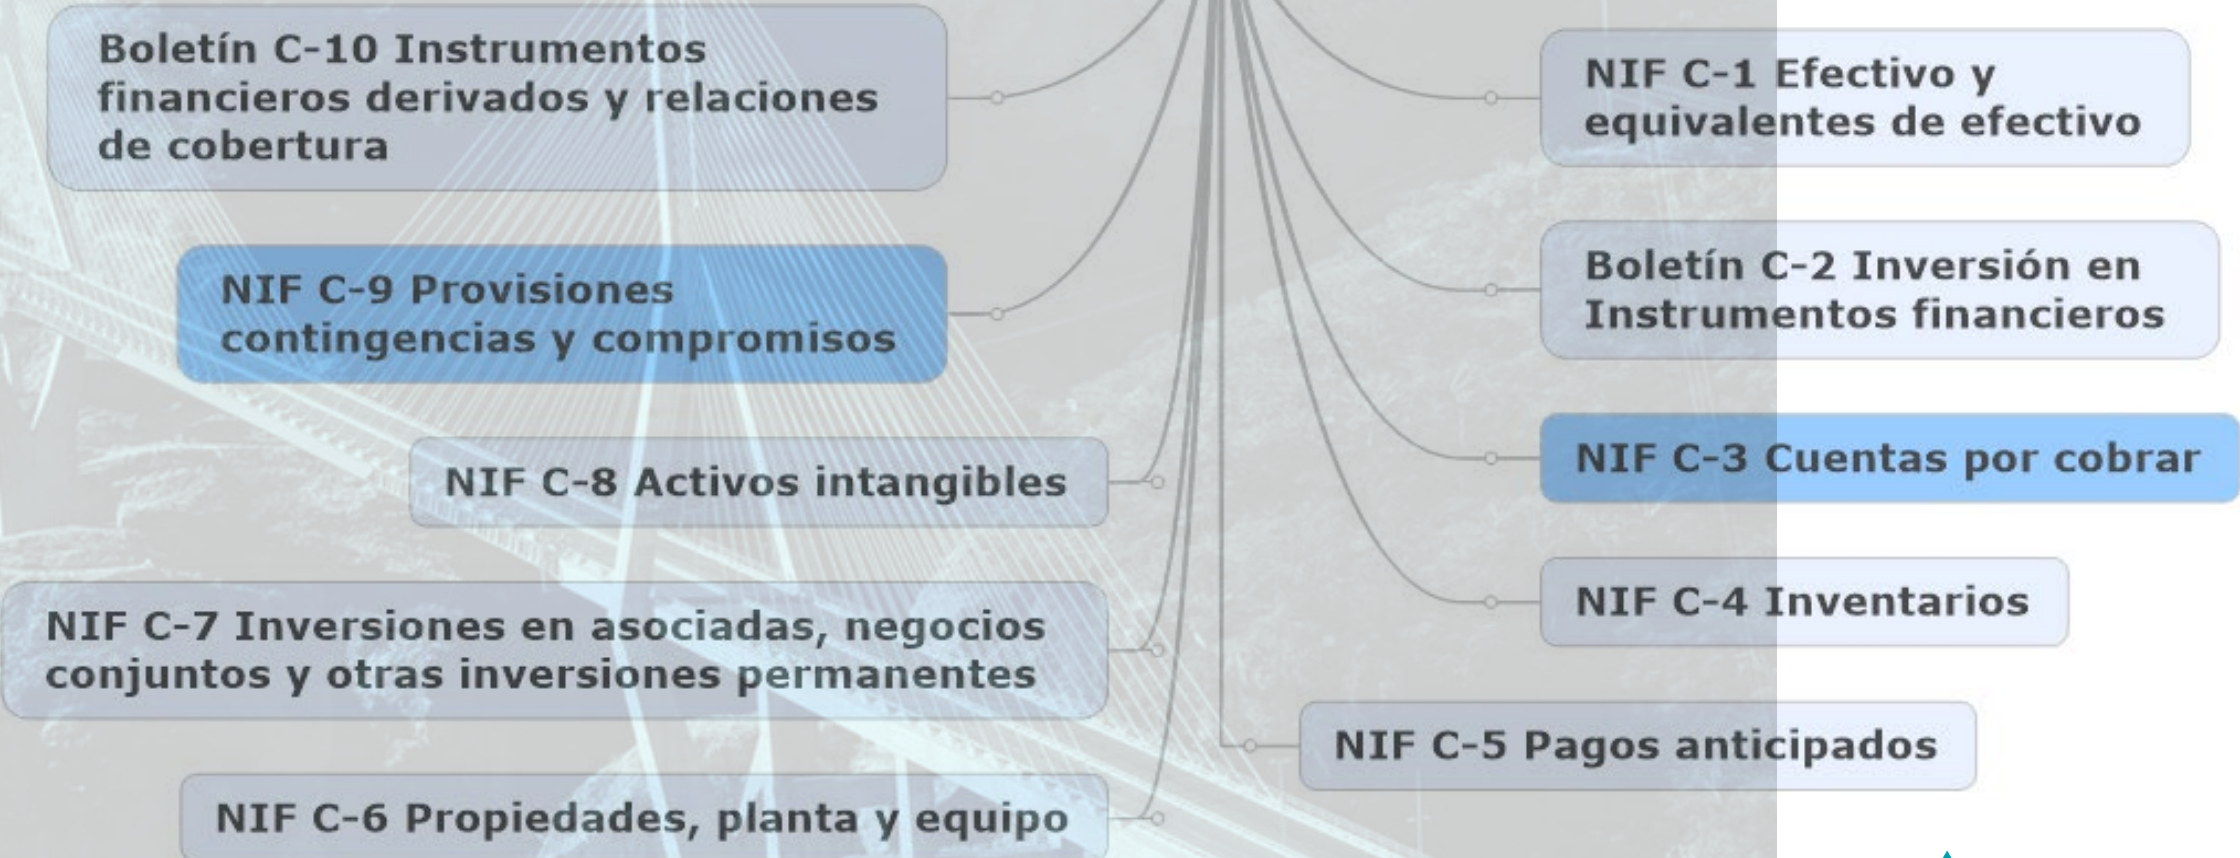 Boletín C-10 Instrumentos
financieros derivados y relaciones
de cobertura
NIF C-9 Provisiones
contingencias y compromisos
NIF C-8 Activos intangibles
NIF C-7 Inversiones en asociadas, negocios
conjuntos y otras inversiones permanentes
NIF C-6 Propiedades, planta y equipo
NIF C-1 Efectivo y
equivalentes de efectivo
Boletín C-2 Inversión en
Instrumentos financieros
NIF C-3 Cuentas por cobrar
NIF C-4 Inventarios
NIF C-5 Pagos anticipados